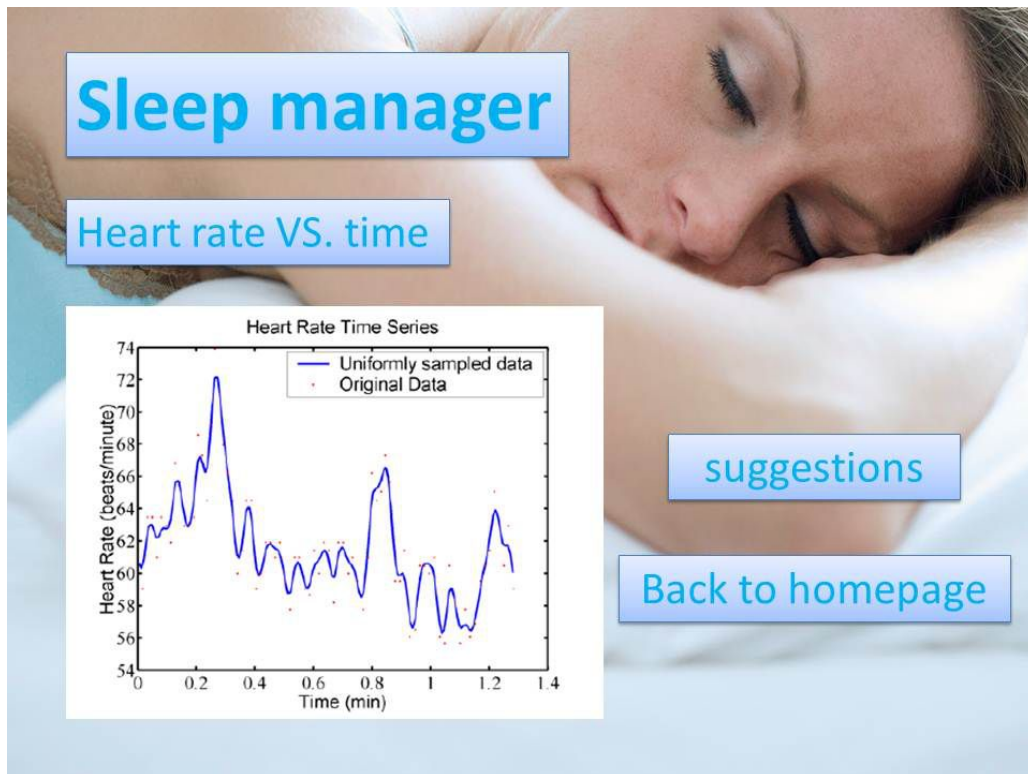 Sleep manager
Heart rate VS. time
Heart Rate Time Series
Uniformly sampled data
Original Data
Heart Rate (beats/minute)
74
72
70
68
66
64
62
60
58
56
54
0 0.2 0.4 0.6 0.8 1 1.2 1.4
Time (min)
suggestions
Back to homepage